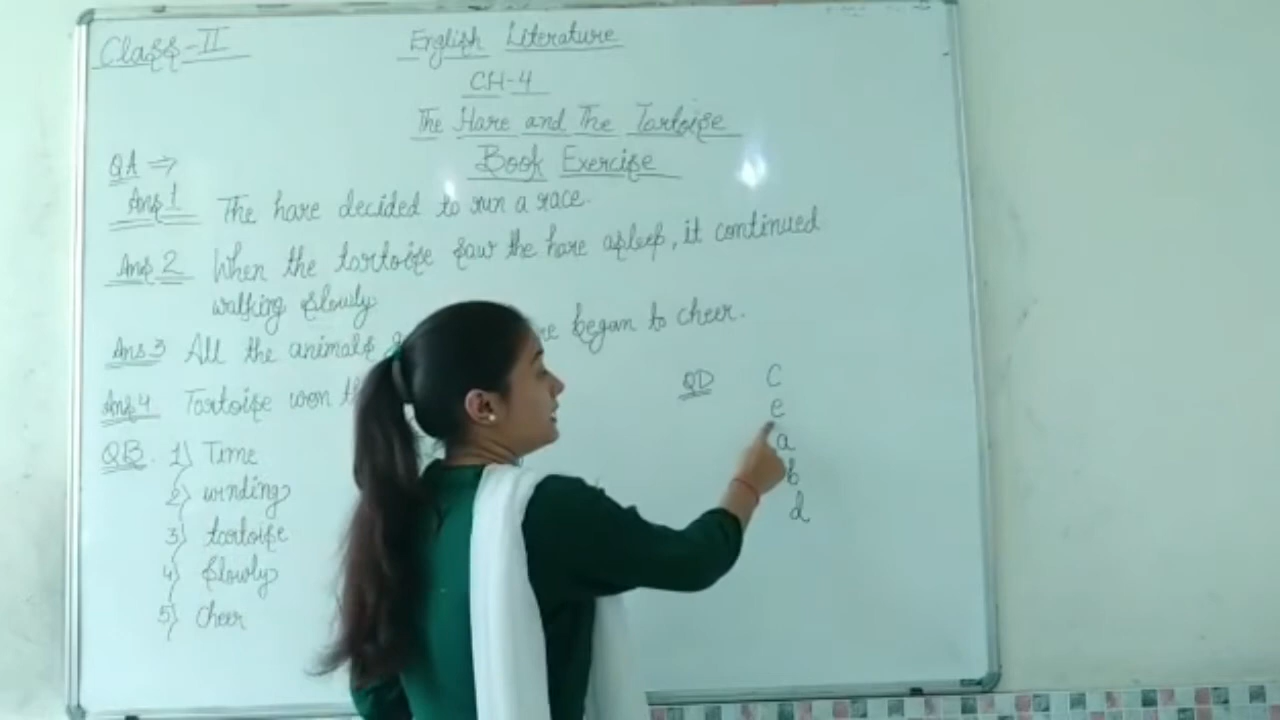 Class-II
English Literature
CH-4
The Hare and The Tortoise
Book Exercise
QA ⇒
Ans 1 The hare decided to run a race.
Ans 2 When the tortoise saw the hare asleep, it continued
walking slowly
Ans 3 All the animals began to cheer.
Ans 4 Tortoise won
QB. 1) Time
2) winding
3) tortoise
4) slowly
5) cheer
QD C
e
a
b
d